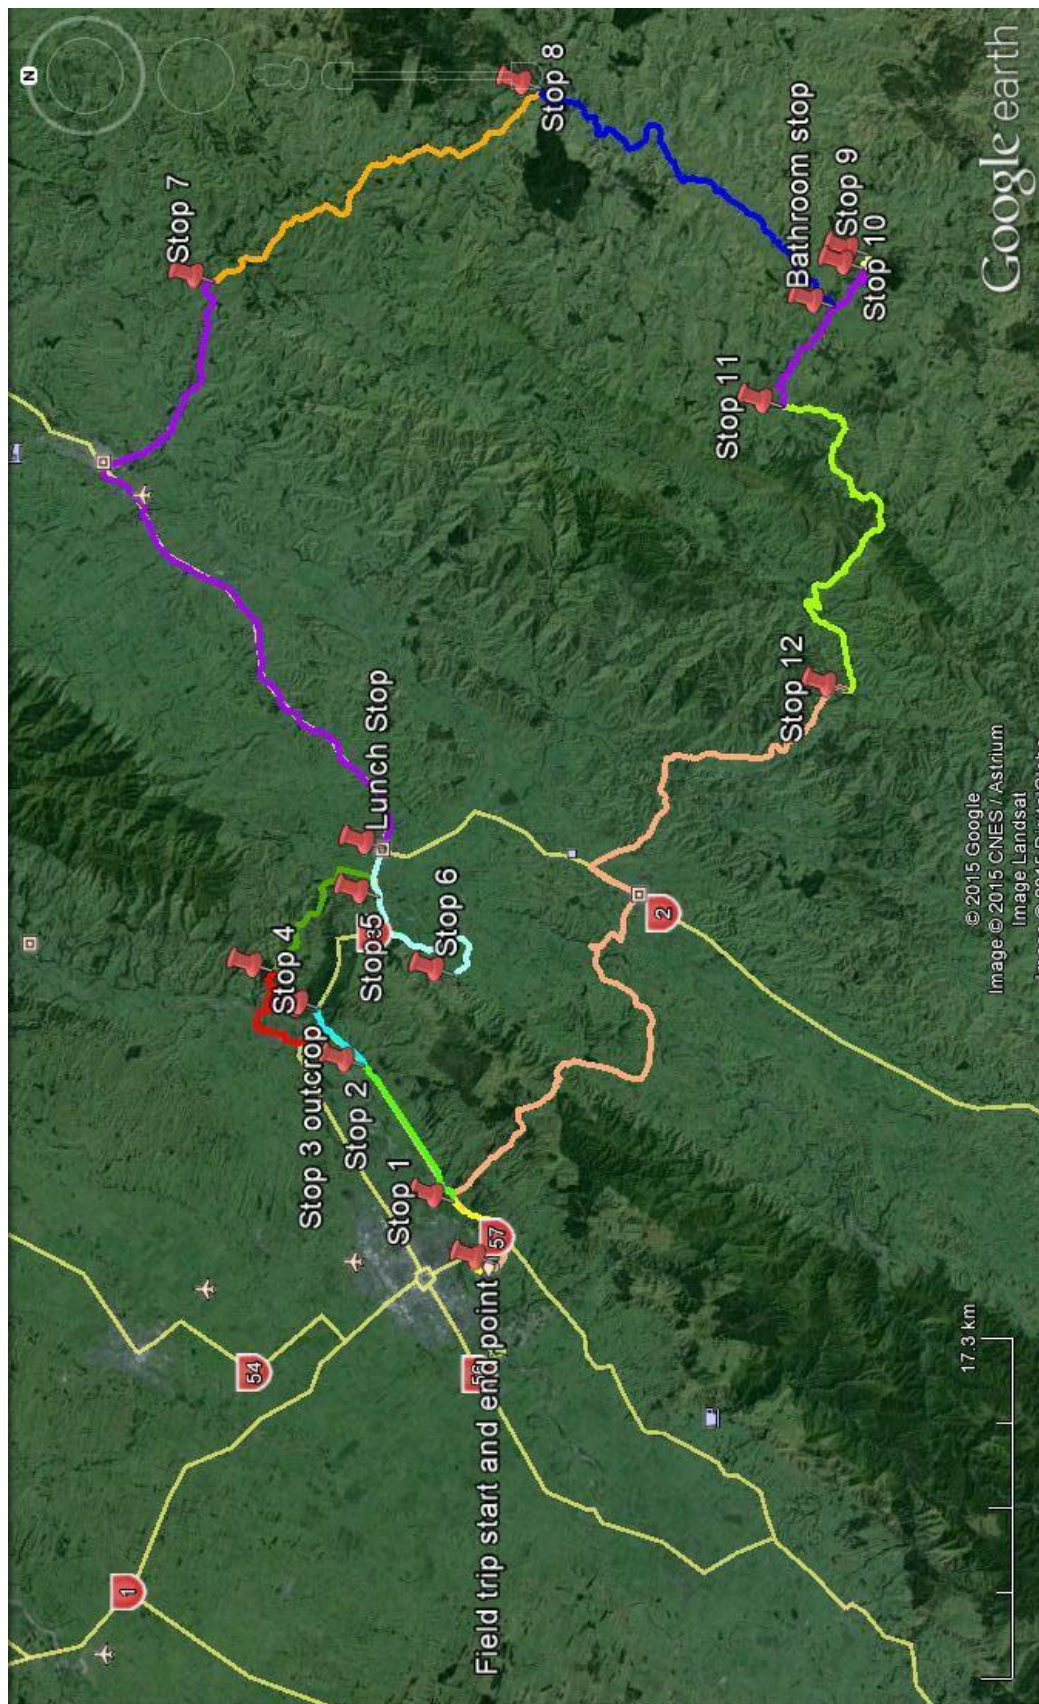 N
Stop 7
Stop 8
Bathroom stop
Stop 9
Stop 10
Stop 11
Stop 12
Lunch Stop
Stop 4
Stop 5
Stop 6
Stop 3 outcrop
Stop 2
Stop 1
Field trip start and end point
57
2
54
56
1
17.3 km
© 2015 Google
Image © 2015 CNES / Astrium
Image Landsat
Google earth